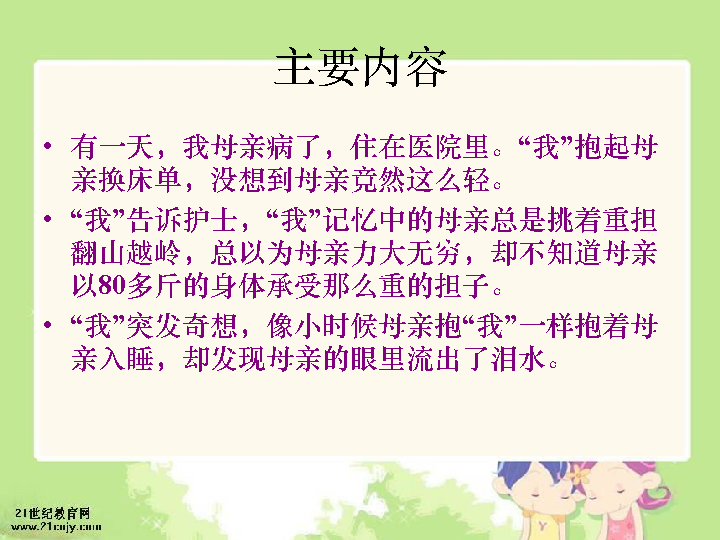 主要内容
• 有一天，我母亲病了，住在医院里。“我”抱起母
亲换床单，没想到母亲竟然这么轻。
• “我”告诉护士，“我”记忆中的母亲总是挑着重担
翻山越岭，总以为母亲力大无穷，却不知道母亲
以80多斤的身体承受那么重的担子。
• “我”突发奇想，像小时候母亲抱“我”一样抱着母
亲入睡，却发现母亲的眼里流出了泪水。
21世纪教育网
www.21cnjy.com